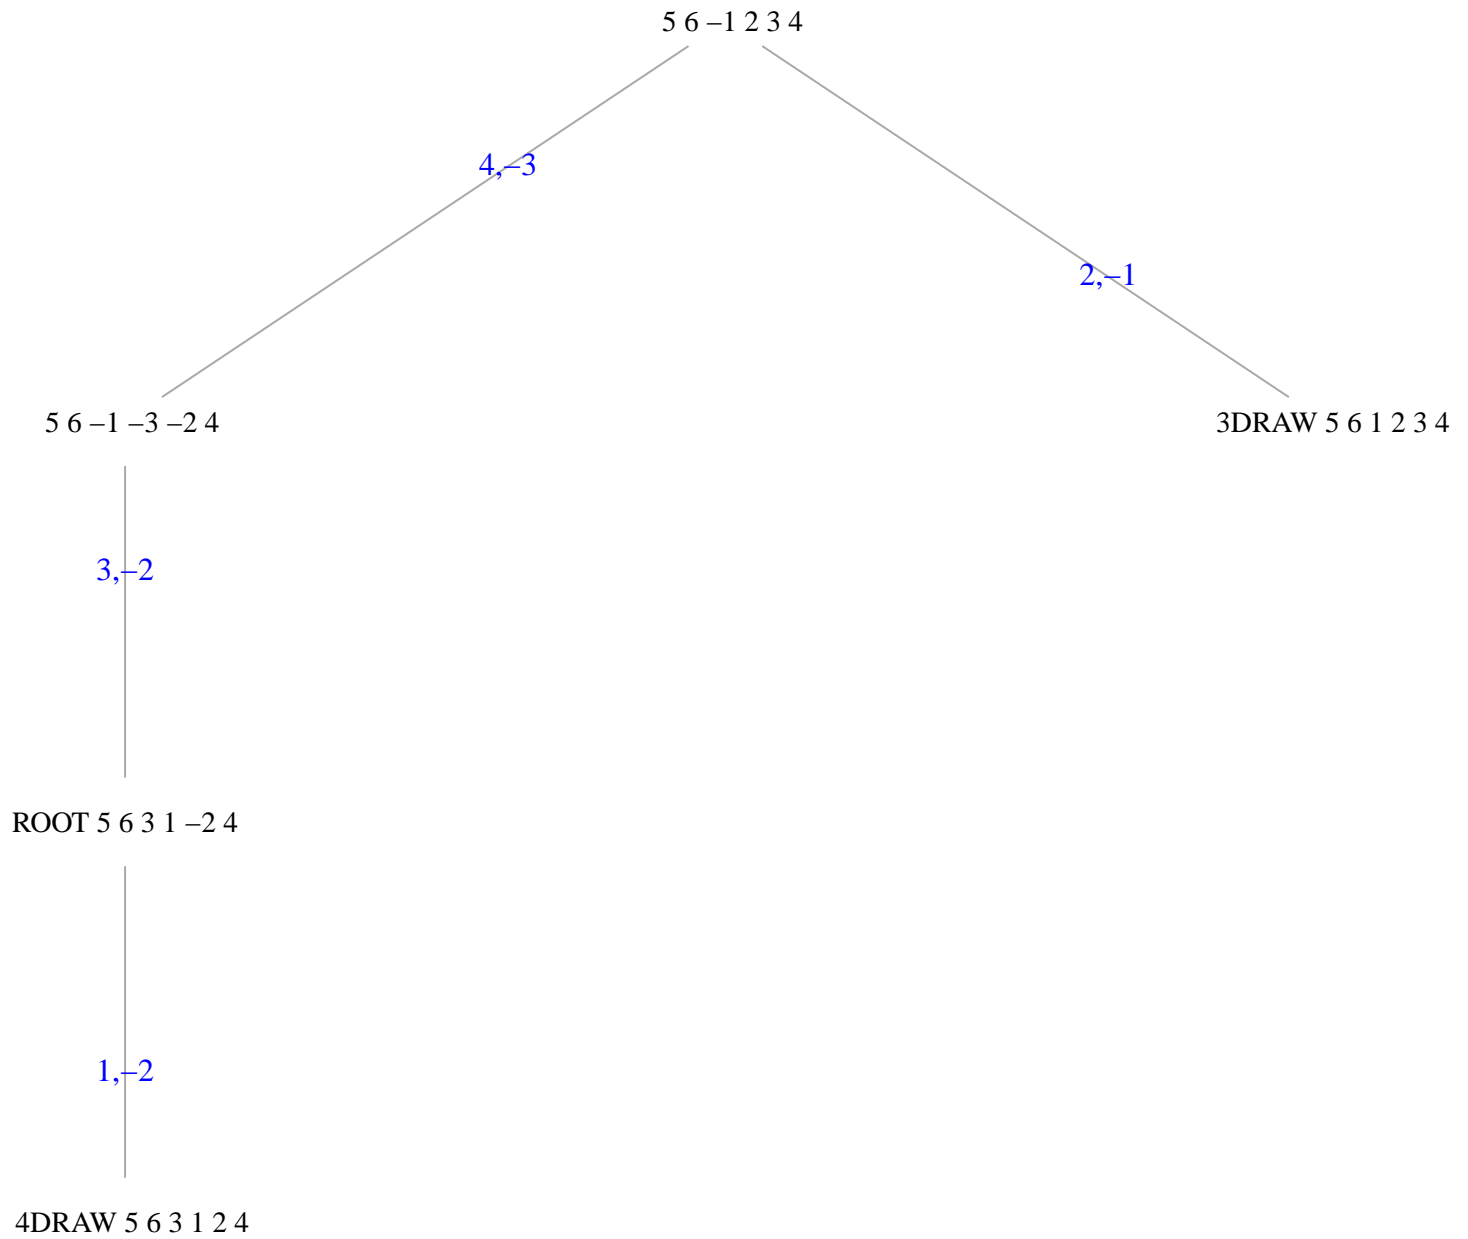 5 6 –1 2 3 4
4,–3
2,–1
5 6 –1 –3 –2 4
3DRAW 5 6 1 2 3 4
3,–2
ROOT 5 6 3 1 –2 4
1,–2
4DRAW 5 6 3 1 2 4